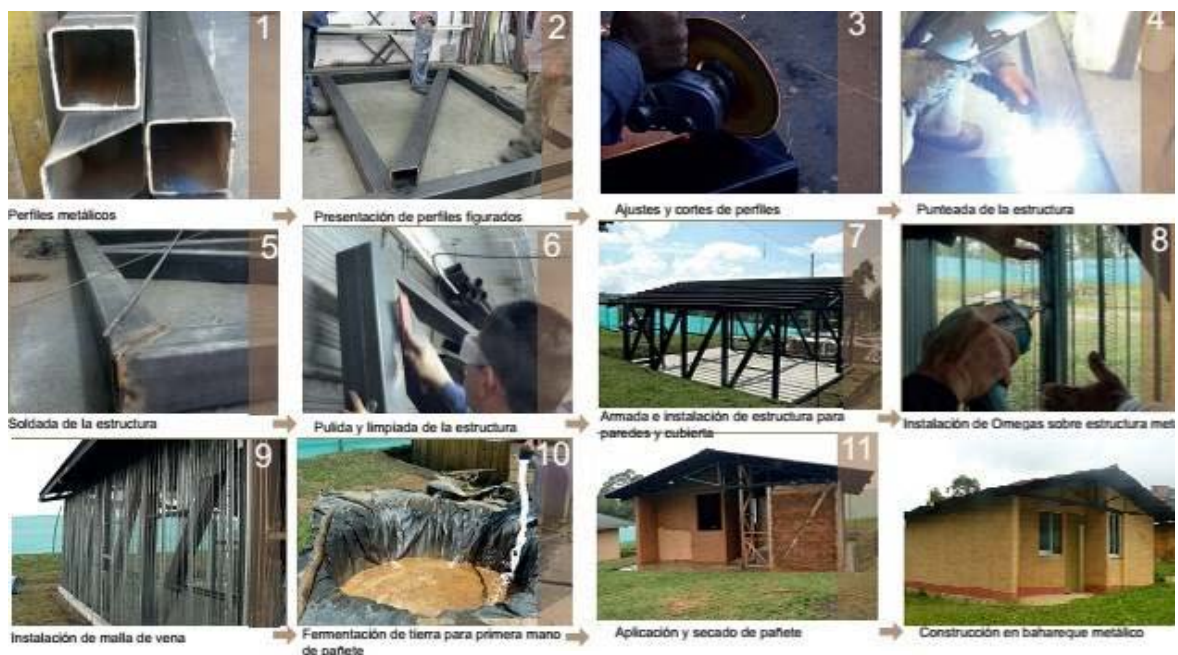 1
2
3
4
Perfiles metálicos
Presentación de perfiles figurados
Ajustes y cortes de perfiles
Punteada de la estructura
5
6
7
8
Soldada de la estructura
Pulida y limpiada de la estructura
Armada e instalación de estructura para
paredes y cubierta
Instalación de Omegas sobre estructura met
9
10
11
Instalación de malla de vena
Fermentación de tierra para primera mano
de pañete
Aplicación y secado de pañete
Construcción en bahareque metálico